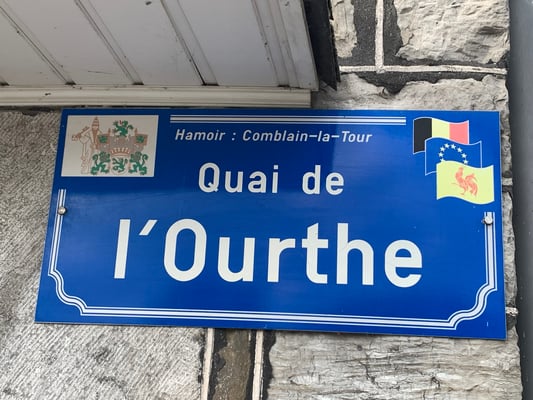 Hamoir : Comblain-la-Tour
Quai de
l'Ourthe